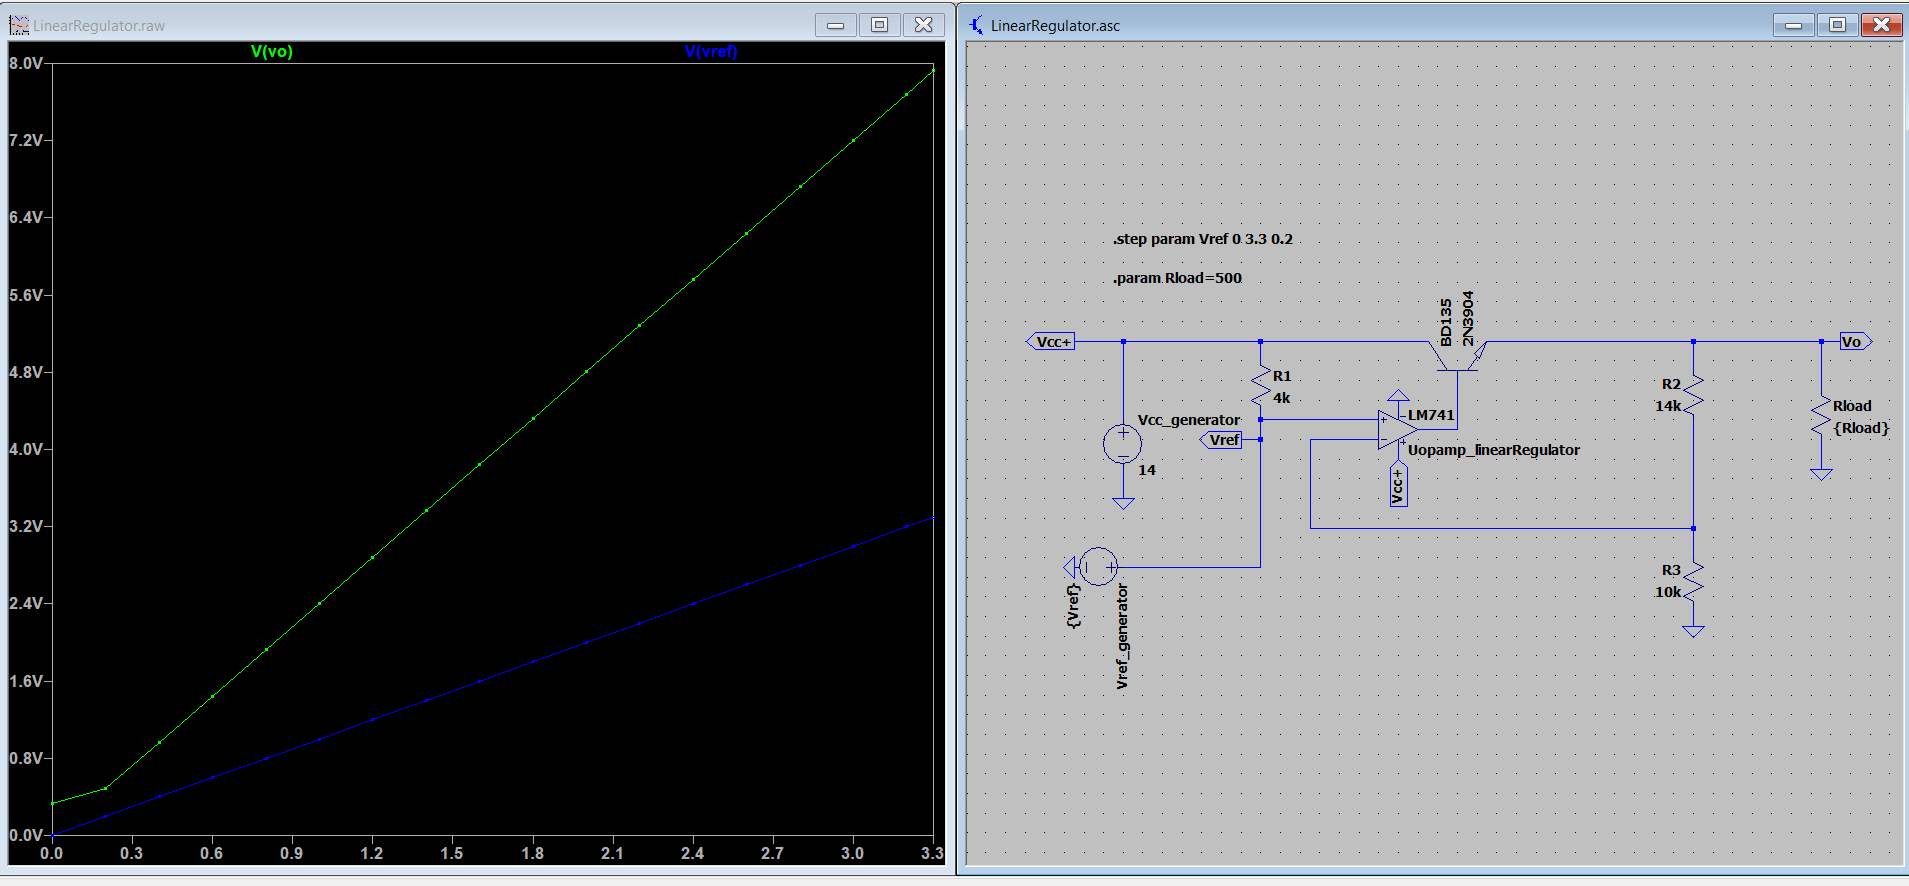 LinearRegulator.raw
V(vo)
V(vref)
8.0V
7.2V
6.4V
5.6V
4.8V
4.0V
3.2V
2.4V
1.6V
0.8V
0.0V
0.0 0.3 0.6 0.9 1.2 1.5 1.8 2.1 2.4 2.7 3.0 3.3
LinearRegulator.asc
.step param Vref 0 3.3 0.2
.param Rload=500
BD135
2N3904
Vcc+
Vo
R1
4k
R2
14k
Rload
{Rload}
Vcc_generator
14
Vref
LM741
Uopamp_linearRegulator
Vcc+
R3
10k
{Vref}
Vref_generator